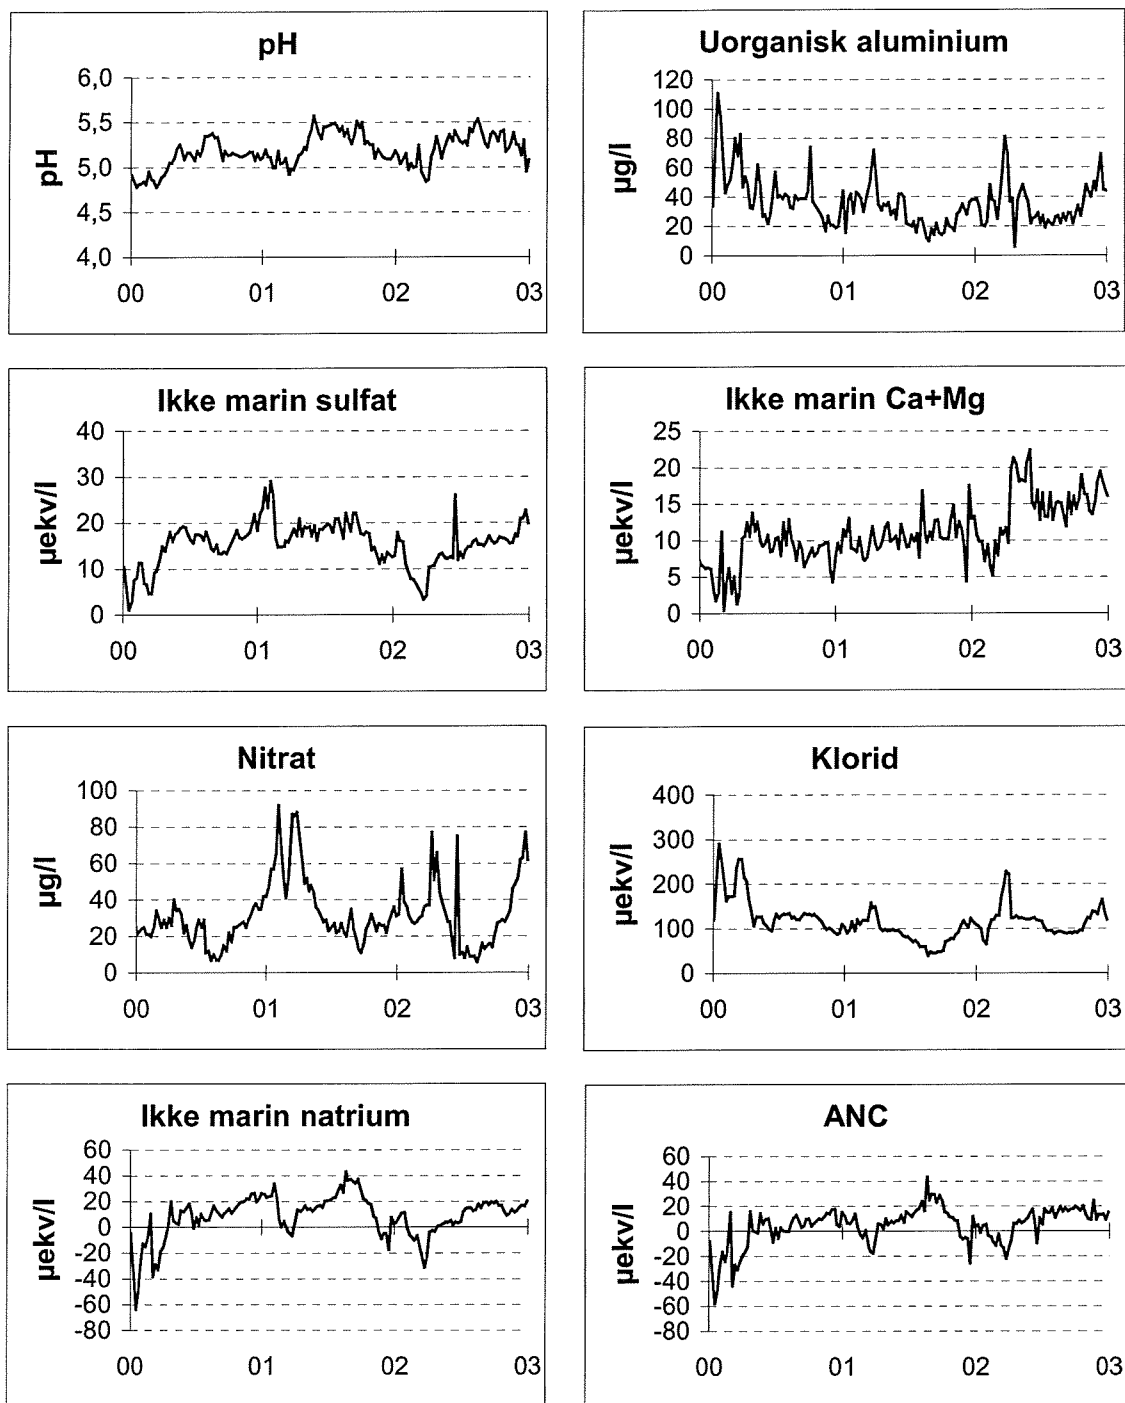 pH
6,0
5,5
5,0
4,5
4,0
pH
00 01 02 03
Uorganisk aluminium
120
100
80
60
40
20
0
µg/l
00 01 02 03
Ikke marin sulfat
40
30
20
10
0
µekv/l
00 01 02 03
Ikke marin Ca+Mg
25
20
15
10
5
0
µekv/l
00 01 02 03
Nitrat
100
80
60
40
20
0
µg/l
00 01 02 03
Klorid
400
300
200
100
0
µekv/l
00 01 02 03
Ikke marin natrium
60
40
20
0
-20
-40
-60
-80
µekv/l
00 01 02 03
ANC
60
40
20
0
-20
-40
-60
-80
µekv/l
00 01 02 03